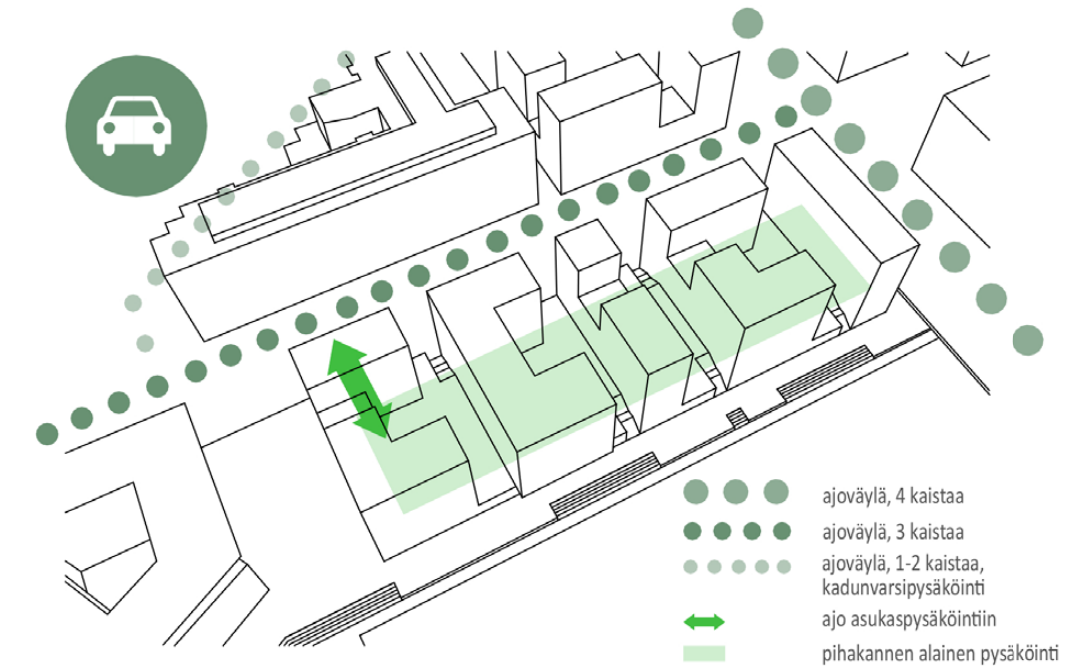 ajoväylä, 4 kaistaa
ajoväylä, 3 kaistaa
ajoväylä, 1-2 kaistaa,
kadunvarsipysäköinti
ajo asukaspysäköintiin
pihakannen alainen pysäköinti